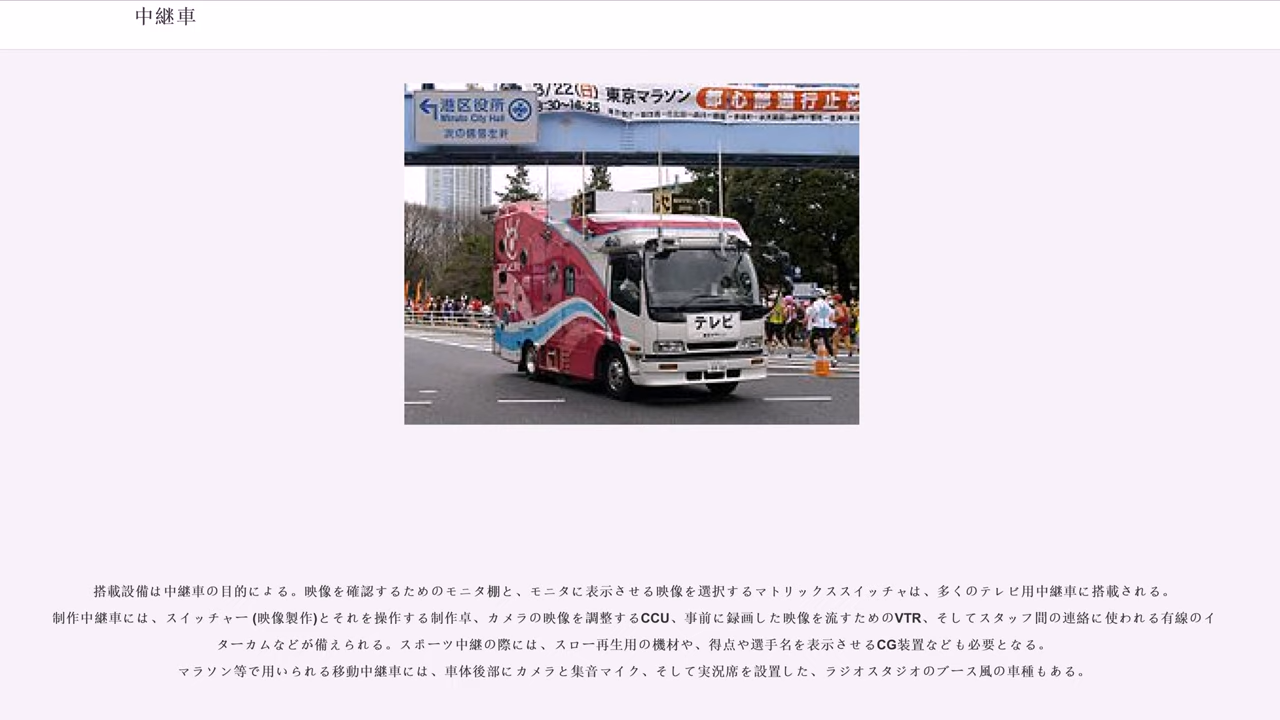 中継車
3/22(日) 東京マラソン
9:30~16:25
港区役所
Minato City Hall
次の信号左折
テレビ
搭載設備は中継車の目的による。映像を確認するためのモニタ棚と、モニタに表示させる映像を選択するマトリックススイッチャは、多くのテレビ用中継車に搭載される。
制作中継車には、スイッチャー (映像製作)とそれを操作する制作卓、カメラの映像を調整するCCU、事前に録画した映像を流すためのVTR、そしてスタッフ間の連絡に使われる有線のイ
ターカムなどが備えられる。スポーツ中継の際には、スロー再生用の機材や、得点や選手名を表示させるCG装置なども必要となる。
マラソン等で用いられる移動中継車には、車体後部にカメラと集音マイク、そして実況席を設置した、ラジオスタジオのブース風の車種もある。